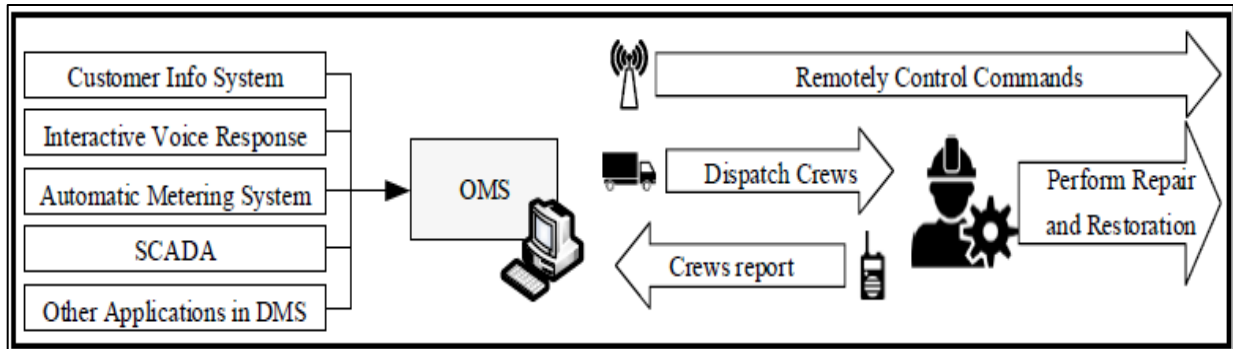 Customer Info System
Interactive Voice Response
Automatic Metering System
SCADA
Other Applications in DMS
OMS
Remotely Control Commands
Dispatch Crews
Crews report
Perform Repair
and Restoration